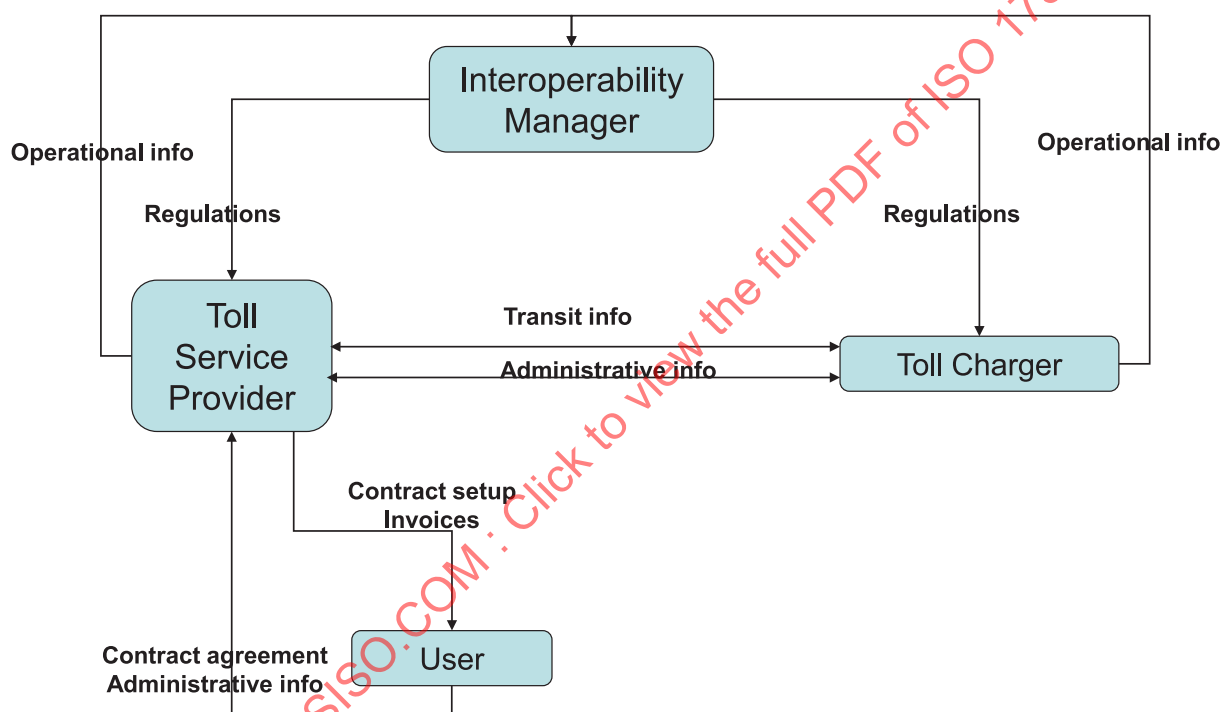 Interoperability
Manager
Operational info
Operational info
Regulations
Regulations
Toll
Service
Provider
Transit info
Administrative info
Toll Charger
Contract setup
Invoices
User
Contract agreement
Administrative info
SISO.COM : Click to view the full PDF of ISO